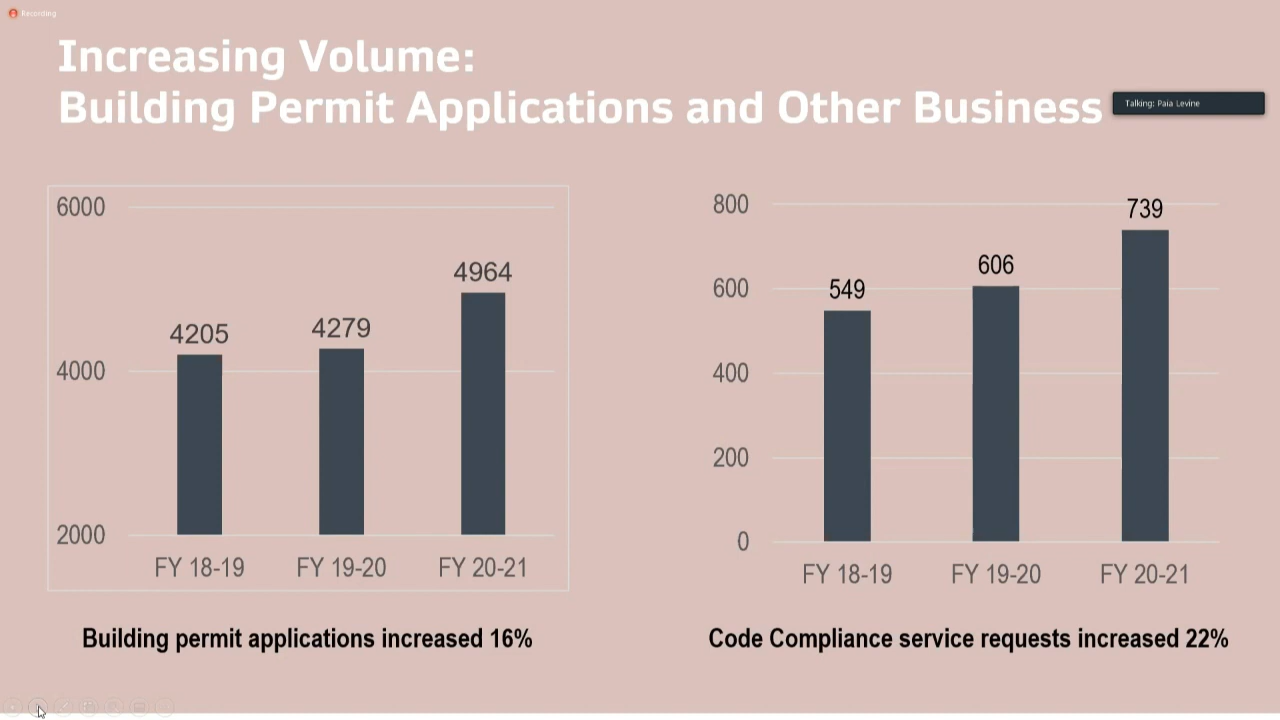 Recording
Increasing Volume:
Building Permit Applications and Other Business
Talking: Paia Levine
6000
4000
2000
4205
4279
4964
FY 18-19
FY 19-20
FY 20-21
Building permit applications increased 16%
800
600
400
200
0
549
606
739
FY 18-19
FY 19-20
FY 20-21
Code Compliance service requests increased 22%